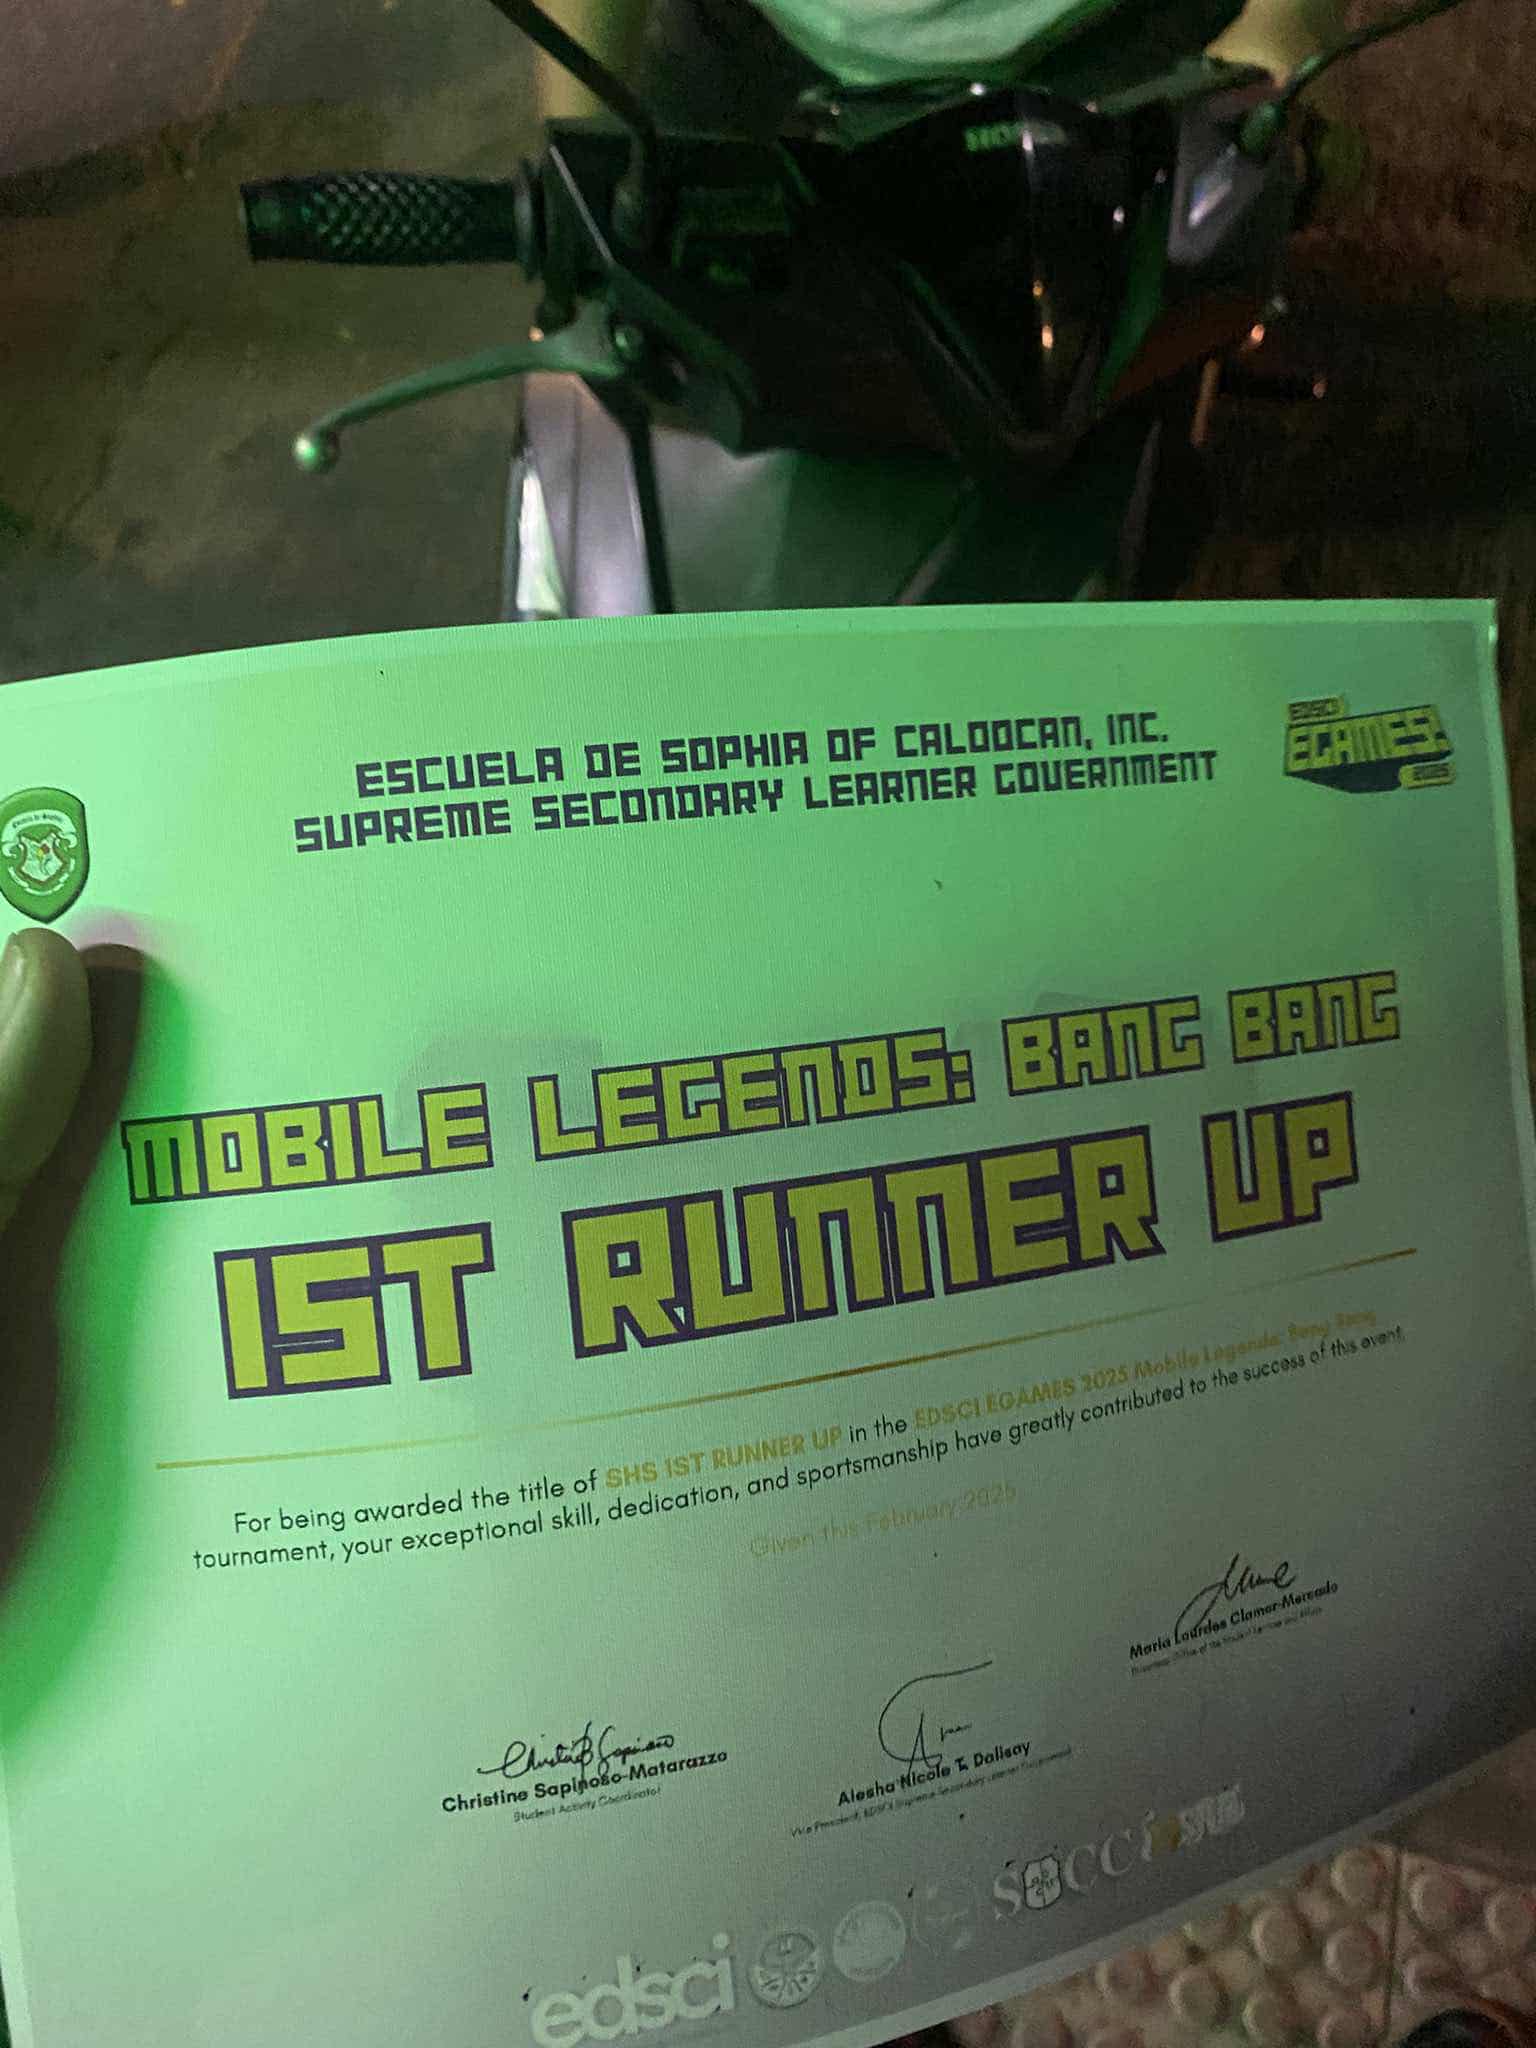 ESCUELA DE SOPHIA OF CALOOCAN, INC.
SUPREME SECONDARY LEARNER GOVERNMENT
EDSCI
EGAMES!
2025
MOBILE LEGENDS: BANG BANG
1ST RUNNER UP
For being awarded the title of SHS 1ST RUNNER UP in the EDSCI EGAMES 2025 Mobile Legends: Bang Bang
tournament, your exceptional skill, dedication, and sportsmanship have greatly contributed to the success of this event.
Given this February 2025
Maria Lourdes Clamor-Mercado
Christine Sapinoso-Matarazzo
Student Activity Coordinator
Alesha Nicole T. Dalisay
Vice President, EDSCI Supreme Secondary Learner Government
edsci